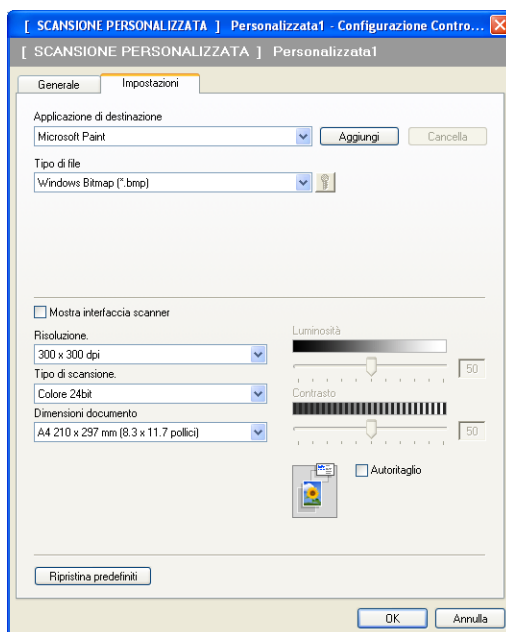 [ SCANSIONE PERSONALIZZATA ] Personalizzata1 - Configurazione Contro...
[ SCANSIONE PERSONALIZZATA ] Personalizzata1
Generale Impostazioni
Applicazione di destinazione
Microsoft Paint Aggiungi Cancella
Tipo di file
Windows Bitmap (*.bmp)
Mostra interfaccia scanner
Risoluzione. Luminosità
300 x 300 dpi 50
Tipo di scansione.
Colore 24bit Contrasto
Dimensioni documento
A4 210 x 297 mm (8.3 x 11.7 pollici) 50
Autoritaglio
Ripristina predefiniti
OK Annulla